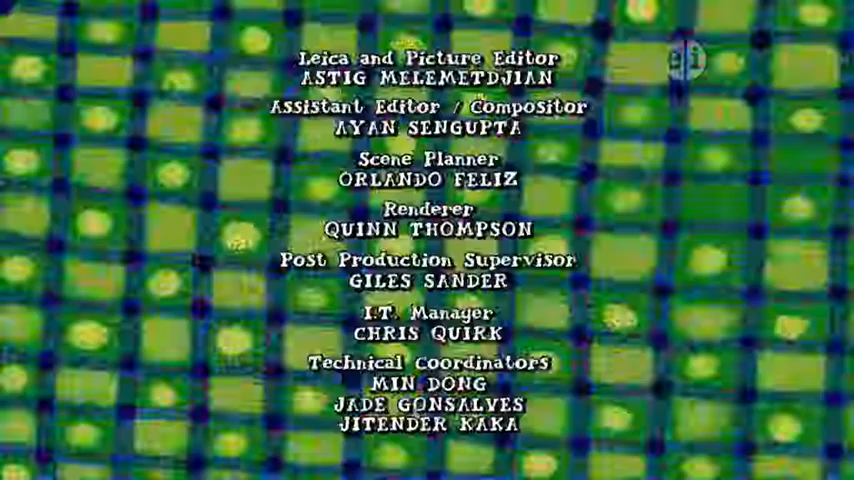 Leica and Picture Editor
ASTIG MELEMETDJIAN
Assistant Editor / Compositor
AYAN SENGUPTA
Scene Planner
ORLANDO FELIZ
Renderer
QUINN THOMPSON
Post Production Supervisor
GILES SANDER
I.T. Manager
CHRIS QUIRK
Technical Coordinators
MIN DONG
JADE GONSALVES
JITENDER KAKA